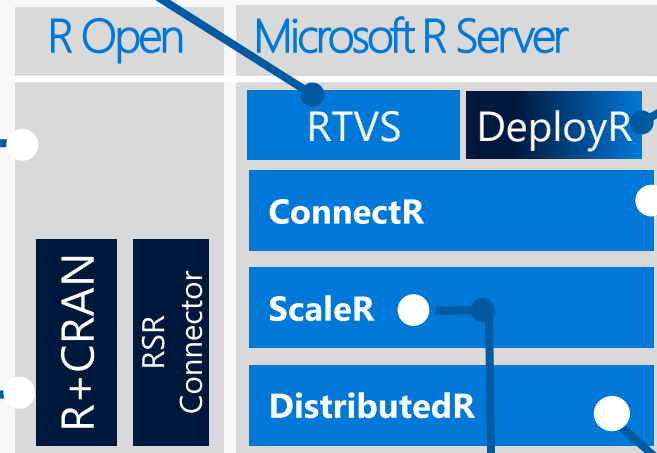 R Open
Microsoft R Server
RTVS
DeployR
ConnectR
ScaleR
DistributedR
R+CRAN
RSR
Connector